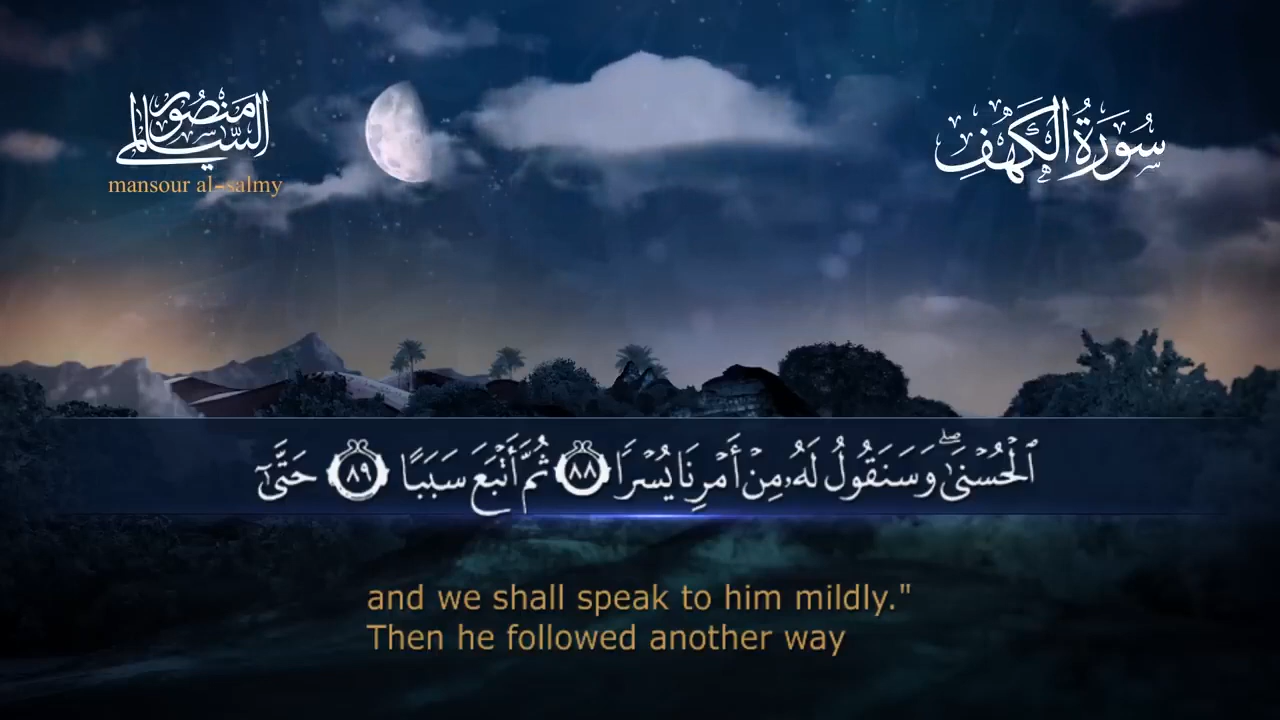 منصور السالمي
mansour al-salmy
سُورَةُ الكَهْفِ
ٱلْحُسْنَىٰۖ وَسَنَقُولُ لَهُۥ مِنْ أَمْرِنَا يُسْرًا ٨٨ ثُمَّ أَتْبَعَ سَبَبًا ٨٩ حَتَّىٰٓ
and we shall speak to him mildly."
Then he followed another way